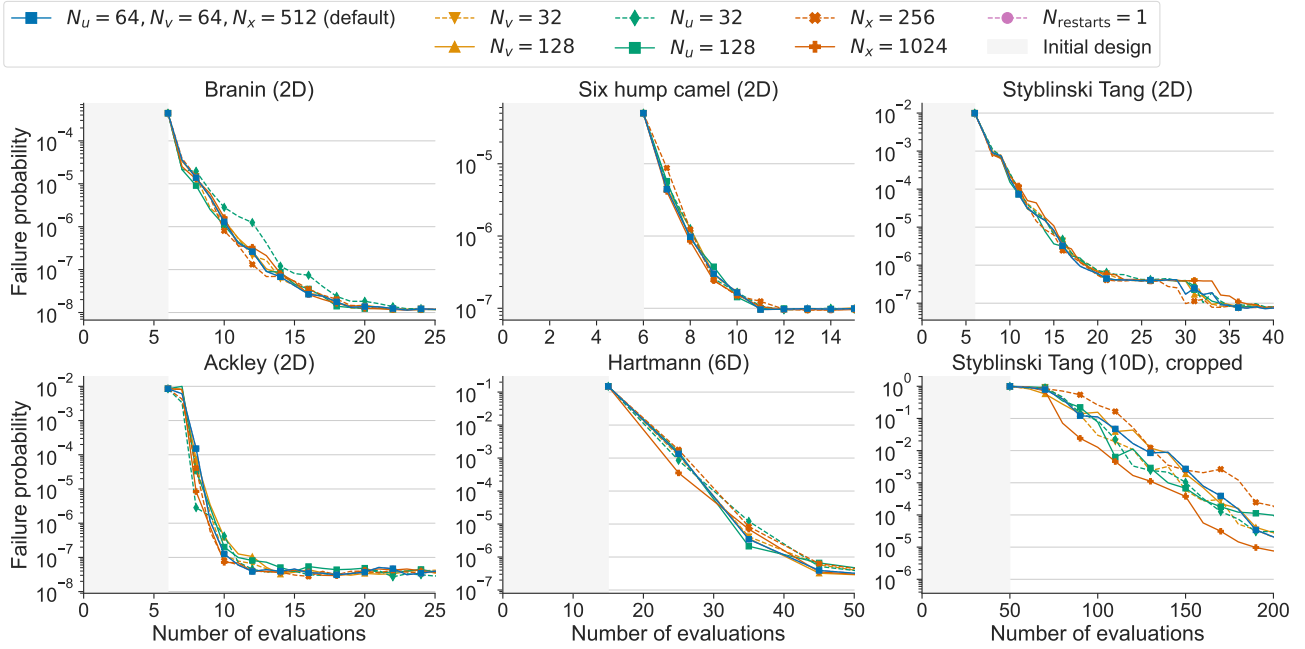 N_u = 64, N_v = 64, N_x = 512 (default)
N_v = 32
N_u = 32
N_x = 256
N_restarts = 1
N_v = 128
N_u = 128
N_x = 1024
Initial design
Branin (2D)
Six hump camel (2D)
Styblinski Tang (2D)
Failure probability
10^−4
10^−5
10^−6
10^−7
10^−8
0 5 10 15 20 25
10^−5
10^−6
10^−7
0 2 4 6 8 10 12 14
10^−2
10^−3
10^−4
10^−5
10^−6
10^−7
0 5 10 15 20 25 30 35 40
Ackley (2D)
Hartmann (6D)
Styblinski Tang (10D), cropped
Failure probability
10^−2
10^−3
10^−4
10^−5
10^−6
10^−7
10^−8
0 5 10 15 20 25
Number of evaluations
10^−1
10^−2
10^−3
10^−4
10^−5
10^−6
10^−7
0 10 20 30 40 50
Number of evaluations
10^0
10^−1
10^−2
10^−3
10^−4
10^−5
10^−6
0 50 100 150 200
Number of evaluations